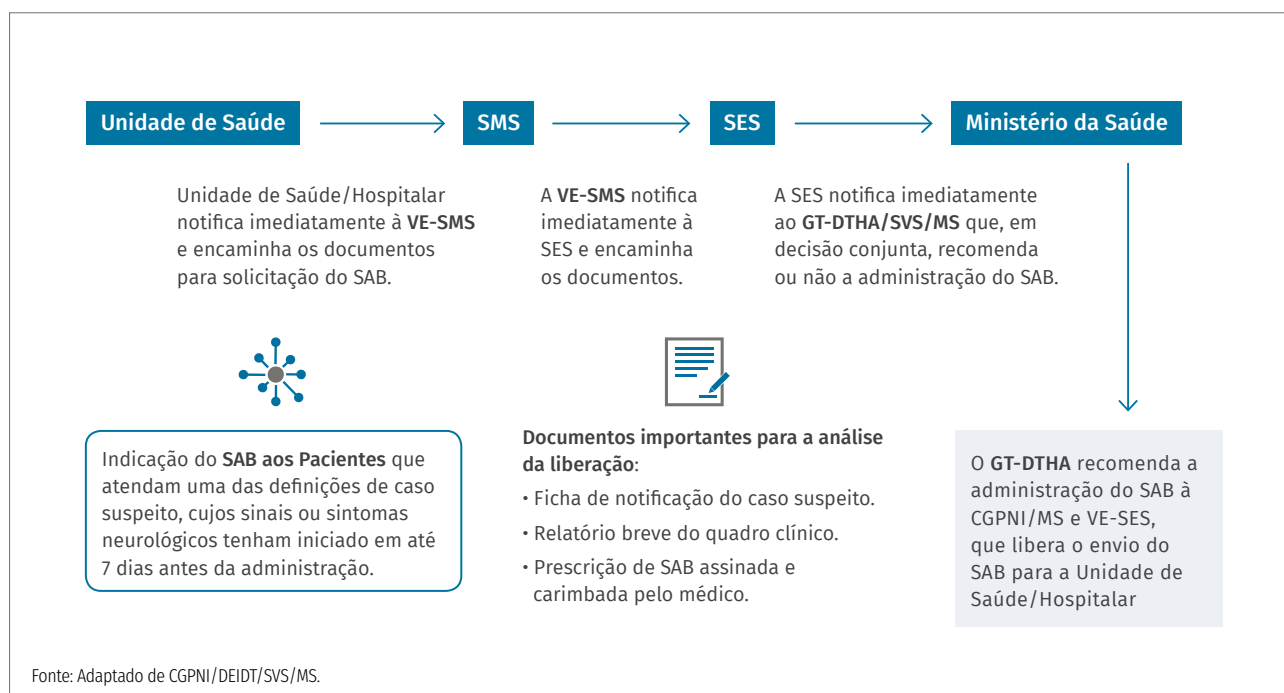 Unidade de Saúde
SMS
SES
Ministério da Saúde
Unidade de Saúde/Hospitalar
notifica imediatamente à VE-SMS
e encaminha os documentos
para solicitação do SAB.
A VE-SMS notifica
imediatamente à
SES e encaminha
os documentos.
A SES notifica imediatamente
ao GT-DTHA/SVS/MS que, em
decisão conjunta, recomenda
ou não a administração do SAB.
Indicação do SAB aos Pacientes que
atendam uma das definições de caso
suspeito, cujos sinais ou sintomas
neurológicos tenham iniciado em até
7 dias antes da administração.
Documentos importantes para a análise
da liberação:
• Ficha de notificação do caso suspeito.
• Relatório breve do quadro clínico.
• Prescrição de SAB assinada e
carimbada pelo médico.
O GT-DTHA recomenda a
administração do SAB à
CGPNI/MS e VE-SES,
que libera o envio do
SAB para a Unidade de
Saúde/Hospitalar
Fonte: Adaptado de CGPNI/DEIDT/SVS/MS.